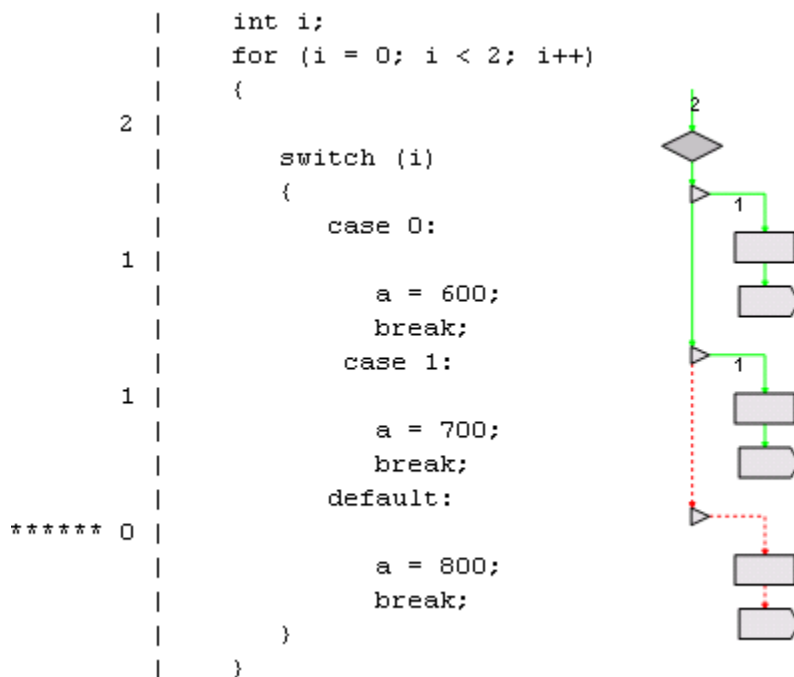 | int i;
| for (i = 0; i < 2; i++)
| {
2
2 |
| switch (i)
| {
1
| case 0:
1 |
| a = 600;
| break;
| case 1:
1
1 |
| a = 700;
| break;
| default:
****** 0 |
| a = 800;
| break;
| }
| }